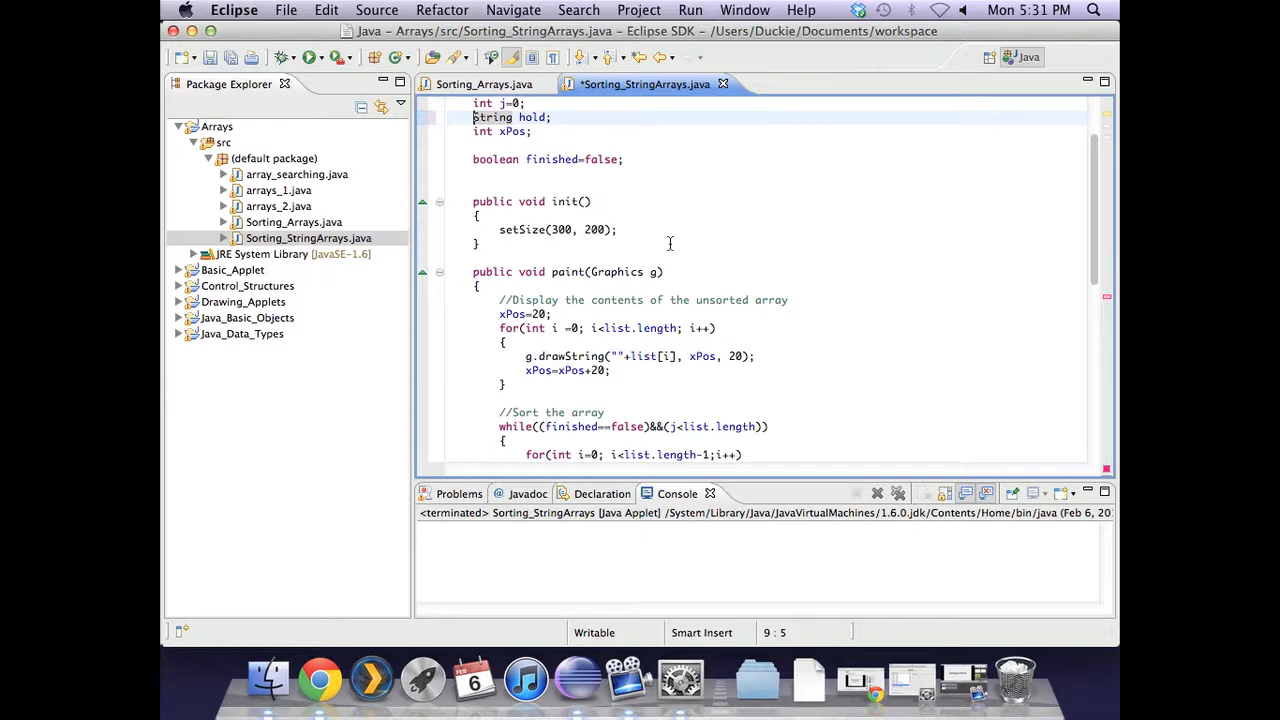 Eclipse File Edit Source Refactor Navigate Search Project Run Window Help Mon 5:31 PM
Java - Arrays/src/Sorting_StringArrays.java - Eclipse SDK - /Users/Duckie/Documents/workspace
Java
Package Explorer
Sorting_Arrays.java
*Sorting_StringArrays.java
Arrays
src
(default package)
array_searching.java
arrays_1.java
arrays_2.java
Sorting_Arrays.java
Sorting_StringArrays.java
JRE System Library [JavaSE-1.6]
Basic_Applet
Control_Structures
Drawing_Applets
Java_Basic_Objects
Java_Data_Types
int j=0;
String hold;
int xPos;
boolean finished=false;
public void init()
{
setSize(300, 200);
}
public void paint(Graphics g)
{
//Display the contents of the unsorted array
xPos=20;
for(int i =0; i<list.length; i++)
{
g.drawString(""+list[i], xPos, 20);
xPos=xPos+20;
}
//Sort the array
while((finished==false)&&(j<list.length))
{
for(int i=0; i<list.length-1;i++)
Problems @ Javadoc Declaration Console
<terminated> Sorting_StringArrays [Java Applet] /System/Library/Java/JavaVirtualMachines/1.6.0.jdk/Contents/Home/bin/java (Feb 6, 20
Writable Smart Insert 9 : 5
FEB
6